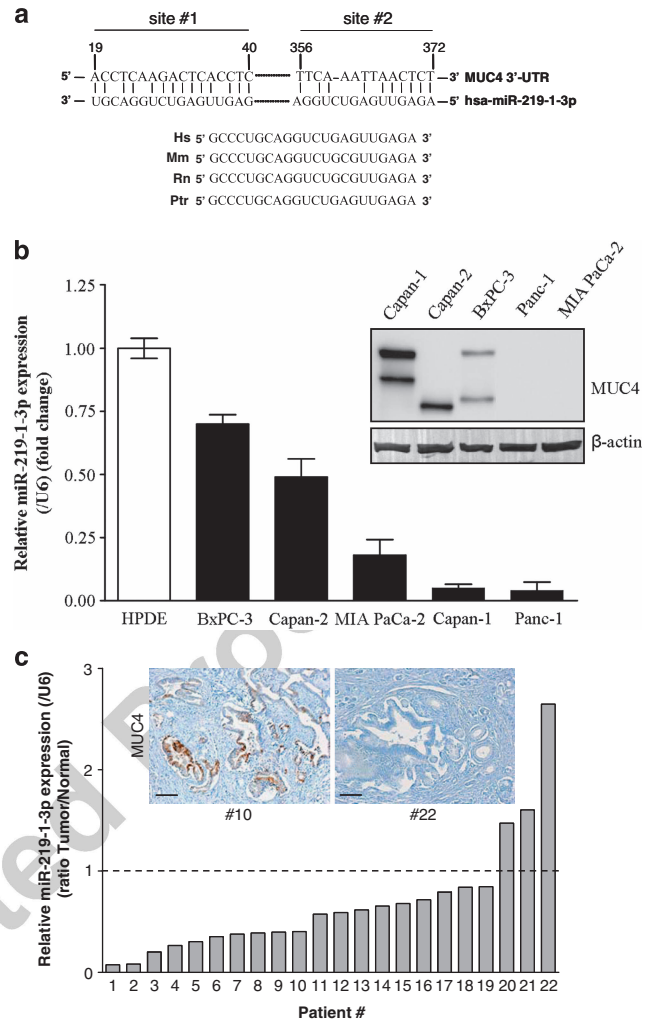 a
site #1 site #2
19 40 356 372
5' ACCTCAAGACTCACCTC TTCA-AATTAACTCT 3' MUC4 3'-UTR
3' UGCAGGUCUGAGUUGAG AGGUCUGAGUUGAGA 5' hsa-miR-219-1-3p
Hs 5' GCCCUGCAGGUCUGAGUUGAGA 3'
Mm 5' GCCCUGCAGGUCUGCGUUGAGA 3'
Rn 5' GCCCUGCAGGUCUGCGUUGAGA 3'
Ptr 5' GCCCUGCAGGUCUGAGUUGAGA 3'
b
Relative miR-219-1-3p expression
(/U6) (fold change)
1.25
1.00
0.75
0.50
0.25
0.00
HPDE BxPC-3 Capan-2 MIA PaCa-2 Capan-1 Panc-1
Capan-1 Capan-2 BxPC-3 Panc-1 MIA PaCa-2
MUC4
β-actin
c
Relative miR-219-1-3p expression (/U6)
(ratio Tumor/Normal)
3
2
1
0
MUC4
#10 #22
1 2 3 4 5 6 7 8 9 10 11 12 13 14 15 16 17 18 19 20 21 22
Patient #